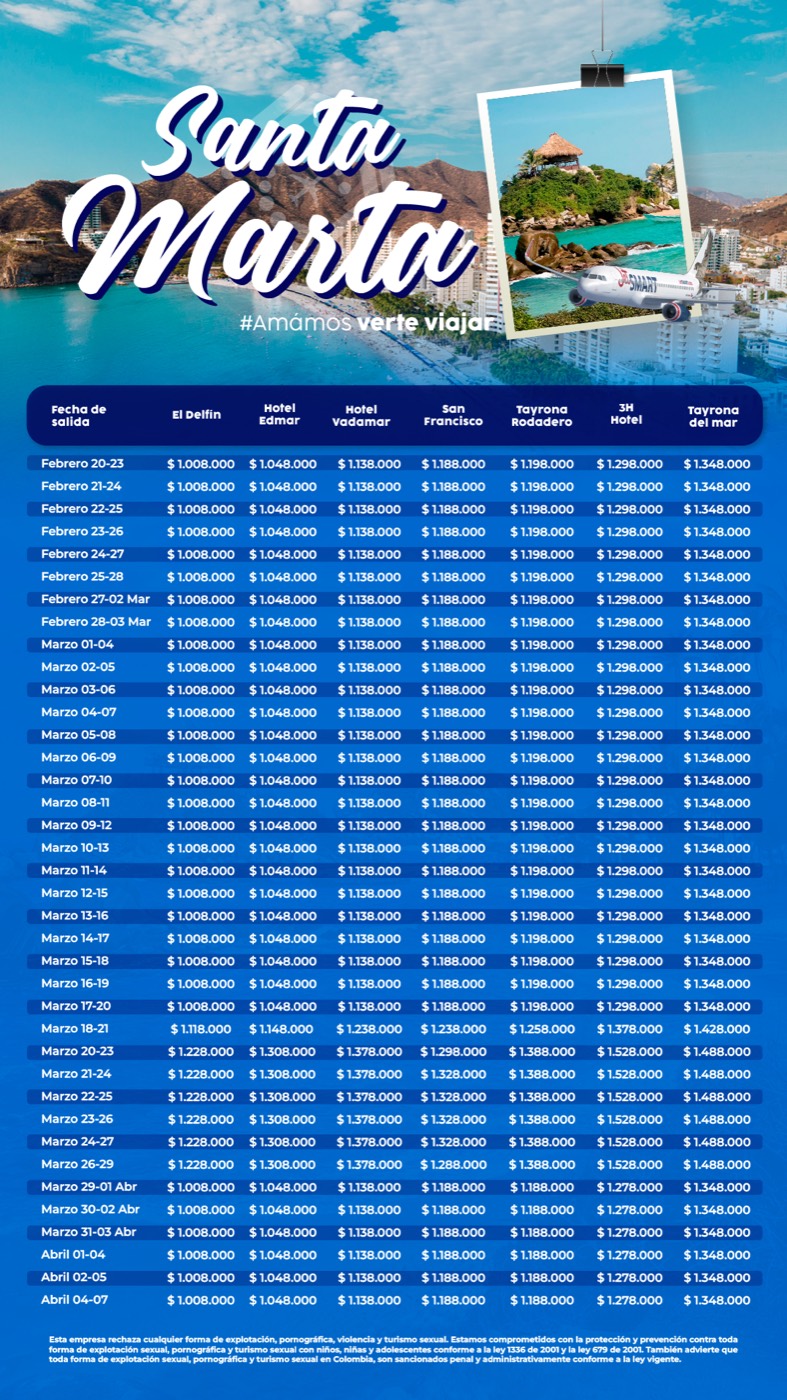 Santa
Marta
#Amámos verte viajar
JetSMART
Fecha de salida El Delfin Hotel Edmar Hotel Vadamar San Francisco Tayrona Rodadero 3H Hotel Tayrona del mar
Febrero 20-23 $ 1.008.000 $ 1.048.000 $ 1.138.000 $ 1.188.000 $ 1.198.000 $ 1.298.000 $ 1.348.000
Febrero 21-24 $ 1.008.000 $ 1.048.000 $ 1.138.000 $ 1.188.000 $ 1.198.000 $ 1.298.000 $ 1.348.000
Febrero 22-25 $ 1.008.000 $ 1.048.000 $ 1.138.000 $ 1.188.000 $ 1.198.000 $ 1.298.000 $ 1.348.000
Febrero 23-26 $ 1.008.000 $ 1.048.000 $ 1.138.000 $ 1.188.000 $ 1.198.000 $ 1.298.000 $ 1.348.000
Febrero 24-27 $ 1.008.000 $ 1.048.000 $ 1.138.000 $ 1.188.000 $ 1.198.000 $ 1.298.000 $ 1.348.000
Febrero 25-28 $ 1.008.000 $ 1.048.000 $ 1.138.000 $ 1.188.000 $ 1.198.000 $ 1.298.000 $ 1.348.000
Febrero 27-02 Mar $ 1.008.000 $ 1.048.000 $ 1.138.000 $ 1.188.000 $ 1.198.000 $ 1.298.000 $ 1.348.000
Febrero 28-03 Mar $ 1.008.000 $ 1.048.000 $ 1.138.000 $ 1.188.000 $ 1.198.000 $ 1.298.000 $ 1.348.000
Marzo 01-04 $ 1.008.000 $ 1.048.000 $ 1.138.000 $ 1.188.000 $ 1.198.000 $ 1.298.000 $ 1.348.000
Marzo 02-05 $ 1.008.000 $ 1.048.000 $ 1.138.000 $ 1.188.000 $ 1.198.000 $ 1.298.000 $ 1.348.000
Marzo 03-06 $ 1.008.000 $ 1.048.000 $ 1.138.000 $ 1.188.000 $ 1.198.000 $ 1.298.000 $ 1.348.000
Marzo 04-07 $ 1.008.000 $ 1.048.000 $ 1.138.000 $ 1.188.000 $ 1.198.000 $ 1.298.000 $ 1.348.000
Marzo 05-08 $ 1.008.000 $ 1.048.000 $ 1.138.000 $ 1.188.000 $ 1.198.000 $ 1.298.000 $ 1.348.000
Marzo 06-09 $ 1.008.000 $ 1.048.000 $ 1.138.000 $ 1.188.000 $ 1.198.000 $ 1.298.000 $ 1.348.000
Marzo 07-10 $ 1.008.000 $ 1.048.000 $ 1.138.000 $ 1.188.000 $ 1.198.000 $ 1.298.000 $ 1.348.000
Marzo 08-11 $ 1.008.000 $ 1.048.000 $ 1.138.000 $ 1.188.000 $ 1.198.000 $ 1.298.000 $ 1.348.000
Marzo 09-12 $ 1.008.000 $ 1.048.000 $ 1.138.000 $ 1.188.000 $ 1.198.000 $ 1.298.000 $ 1.348.000
Marzo 10-13 $ 1.008.000 $ 1.048.000 $ 1.138.000 $ 1.188.000 $ 1.198.000 $ 1.298.000 $ 1.348.000
Marzo 11-14 $ 1.008.000 $ 1.048.000 $ 1.138.000 $ 1.188.000 $ 1.198.000 $ 1.298.000 $ 1.348.000
Marzo 12-15 $ 1.008.000 $ 1.048.000 $ 1.138.000 $ 1.188.000 $ 1.198.000 $ 1.298.000 $ 1.348.000
Marzo 13-16 $ 1.008.000 $ 1.048.000 $ 1.138.000 $ 1.188.000 $ 1.198.000 $ 1.298.000 $ 1.348.000
Marzo 14-17 $ 1.008.000 $ 1.048.000 $ 1.138.000 $ 1.188.000 $ 1.198.000 $ 1.298.000 $ 1.348.000
Marzo 15-18 $ 1.008.000 $ 1.048.000 $ 1.138.000 $ 1.188.000 $ 1.198.000 $ 1.298.000 $ 1.348.000
Marzo 16-19 $ 1.008.000 $ 1.048.000 $ 1.138.000 $ 1.188.000 $ 1.198.000 $ 1.298.000 $ 1.348.000
Marzo 17-20 $ 1.008.000 $ 1.048.000 $ 1.138.000 $ 1.188.000 $ 1.198.000 $ 1.298.000 $ 1.348.000
Marzo 18-21 $ 1.118.000 $ 1.148.000 $ 1.238.000 $ 1.238.000 $ 1.258.000 $ 1.378.000 $ 1.428.000
Marzo 20-23 $ 1.228.000 $ 1.308.000 $ 1.378.000 $ 1.298.000 $ 1.388.000 $ 1.528.000 $ 1.488.000
Marzo 21-24 $ 1.228.000 $ 1.308.000 $ 1.378.000 $ 1.328.000 $ 1.388.000 $ 1.528.000 $ 1.488.000
Marzo 22-25 $ 1.228.000 $ 1.308.000 $ 1.378.000 $ 1.328.000 $ 1.388.000 $ 1.528.000 $ 1.488.000
Marzo 23-26 $ 1.228.000 $ 1.308.000 $ 1.378.000 $ 1.328.000 $ 1.388.000 $ 1.528.000 $ 1.488.000
Marzo 24-27 $ 1.228.000 $ 1.308.000 $ 1.378.000 $ 1.328.000 $ 1.388.000 $ 1.528.000 $ 1.488.000
Marzo 26-29 $ 1.228.000 $ 1.308.000 $ 1.378.000 $ 1.288.000 $ 1.388.000 $ 1.528.000 $ 1.488.000
Marzo 29-01 Abr $ 1.008.000 $ 1.048.000 $ 1.138.000 $ 1.188.000 $ 1.188.000 $ 1.278.000 $ 1.348.000
Marzo 30-02 Abr $ 1.008.000 $ 1.048.000 $ 1.138.000 $ 1.188.000 $ 1.188.000 $ 1.278.000 $ 1.348.000
Marzo 31-03 Abr $ 1.008.000 $ 1.048.000 $ 1.138.000 $ 1.188.000 $ 1.188.000 $ 1.278.000 $ 1.348.000
Abril 01-04 $ 1.008.000 $ 1.048.000 $ 1.138.000 $ 1.188.000 $ 1.188.000 $ 1.278.000 $ 1.348.000
Abril 02-05 $ 1.008.000 $ 1.048.000 $ 1.138.000 $ 1.188.000 $ 1.188.000 $ 1.278.000 $ 1.348.000
Abril 04-07 $ 1.008.000 $ 1.048.000 $ 1.138.000 $ 1.188.000 $ 1.188.000 $ 1.278.000 $ 1.348.000
Esta empresa rechaza cualquier forma de explotación, pornográfica, violencia y turismo sexual. Estamos comprometidos con la protección y prevención contra toda
forma de explotación sexual, pornográfica y turismo sexual con niños, niñas y adolescentes conforme a la ley 1336 de 2001 y la ley 679 de 2001. También advierte que
toda forma de explotación sexual, pornográfica y turismo sexual en Colombia, son sancionados penal y administrativamente conforme a la ley vigente.